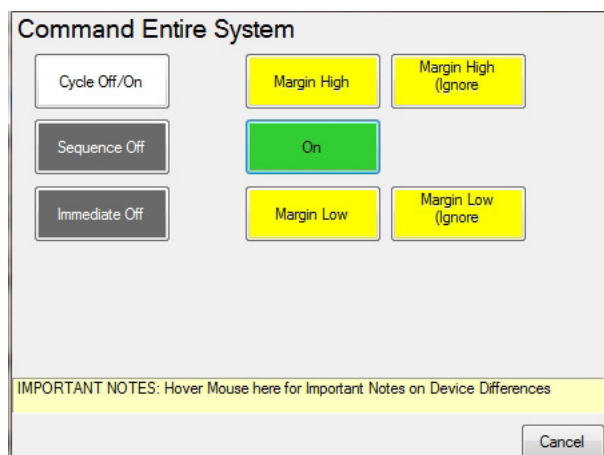 Command Entire System
Cycle Off/On
Margin High
Margin High
(Ignore
Sequence Off
On
Immediate Off
Margin Low
Margin Low
(Ignore
IMPORTANT NOTES: Hover Mouse here for Important Notes on Device Differences
Cancel